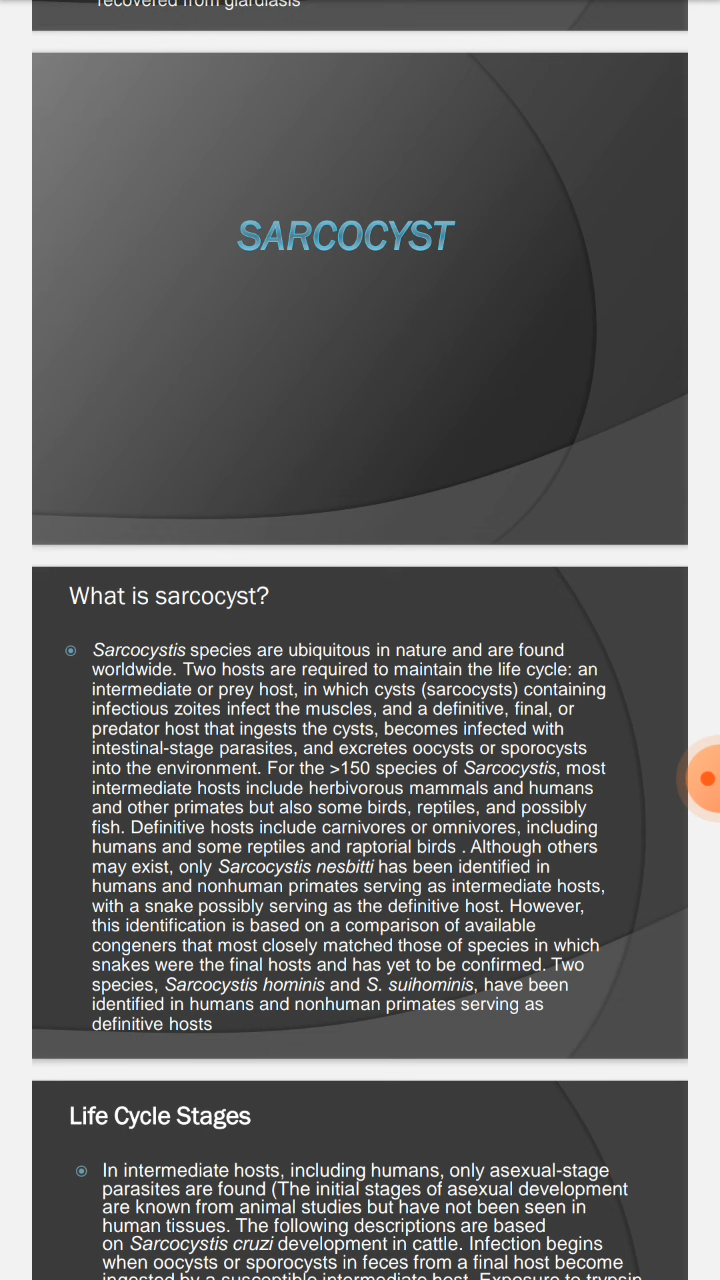 recovered from giardiasis
SARCOCYST
What is sarcocyst?
Sarcocystis species are ubiquitous in nature and are found
worldwide. Two hosts are required to maintain the life cycle: an
intermediate or prey host, in which cysts (sarcocysts) containing
infectious zoites infect the muscles, and a definitive, final, or
predator host that ingests the cysts, becomes infected with
intestinal-stage parasites, and excretes oocysts or sporocysts
into the environment. For the >150 species of Sarcocystis, most
intermediate hosts include herbivorous mammals and humans
and other primates but also some birds, reptiles, and possibly
fish. Definitive hosts include carnivores or omnivores, including
humans and some reptiles and raptorial birds . Although others
may exist, only Sarcocystis nesbitti has been identified in
humans and nonhuman primates serving as intermediate hosts,
with a snake possibly serving as the definitive host. However,
this identification is based on a comparison of available
congeners that most closely matched those of species in which
snakes were the final hosts and has yet to be confirmed. Two
species, Sarcocystis hominis and S. suihominis, have been
identified in humans and nonhuman primates serving as
definitive hosts
Life Cycle Stages
In intermediate hosts, including humans, only asexual-stage
parasites are found (The initial stages of asexual development
are known from animal studies but have not been seen in
human tissues. The following descriptions are based
on Sarcocystis cruzi development in cattle. Infection begins
when oocysts or sporocysts in feces from a final host become
ingested by a susceptible intermediate host. Exposure to trypsin